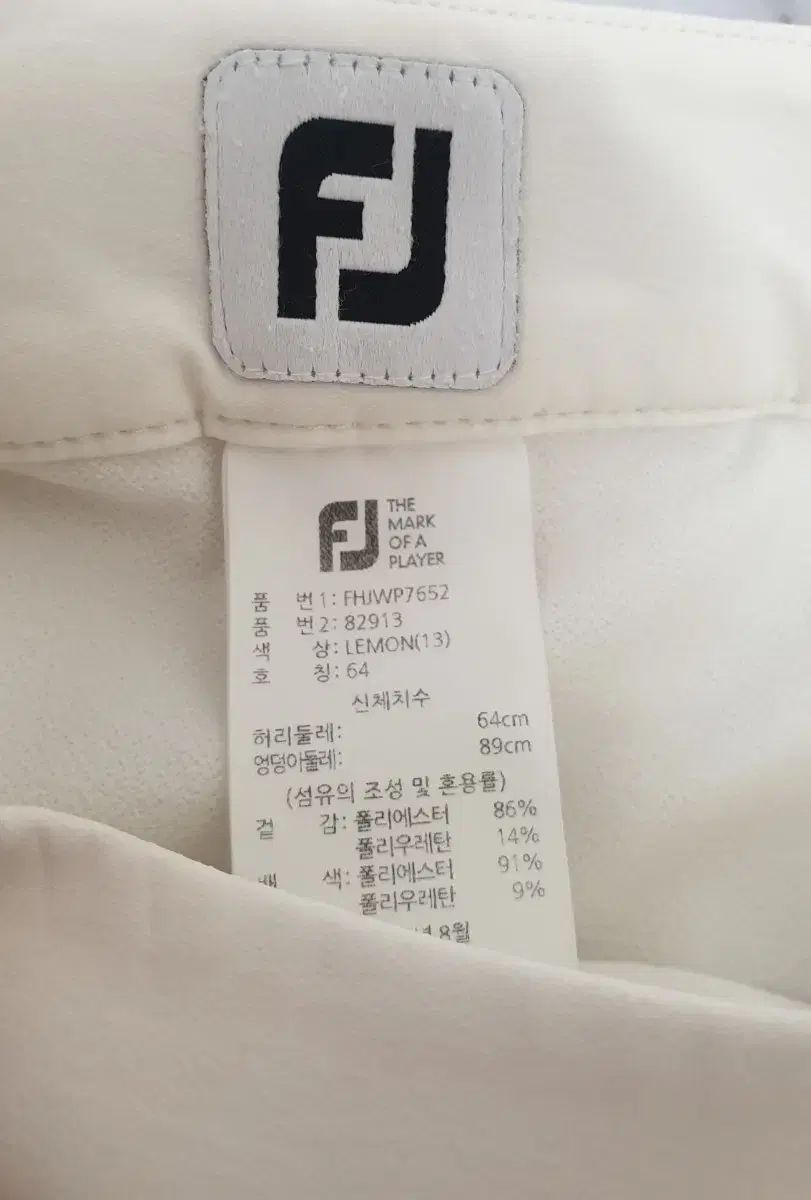 FJ
FJ THE
MARK
OF A
PLAYER
품 번1: FHJWP7652
품 번2: 82913
색 상: LEMON(13)
호 칭: 64
신체치수
허리둘레: 64cm
엉덩이둘레: 89cm
(섬유의 조성 및 혼용률)
겉 감: 폴리에스터 86%
폴리우레탄 14%
배 색: 폴리에스터 91%
폴리우레탄 9%
8월